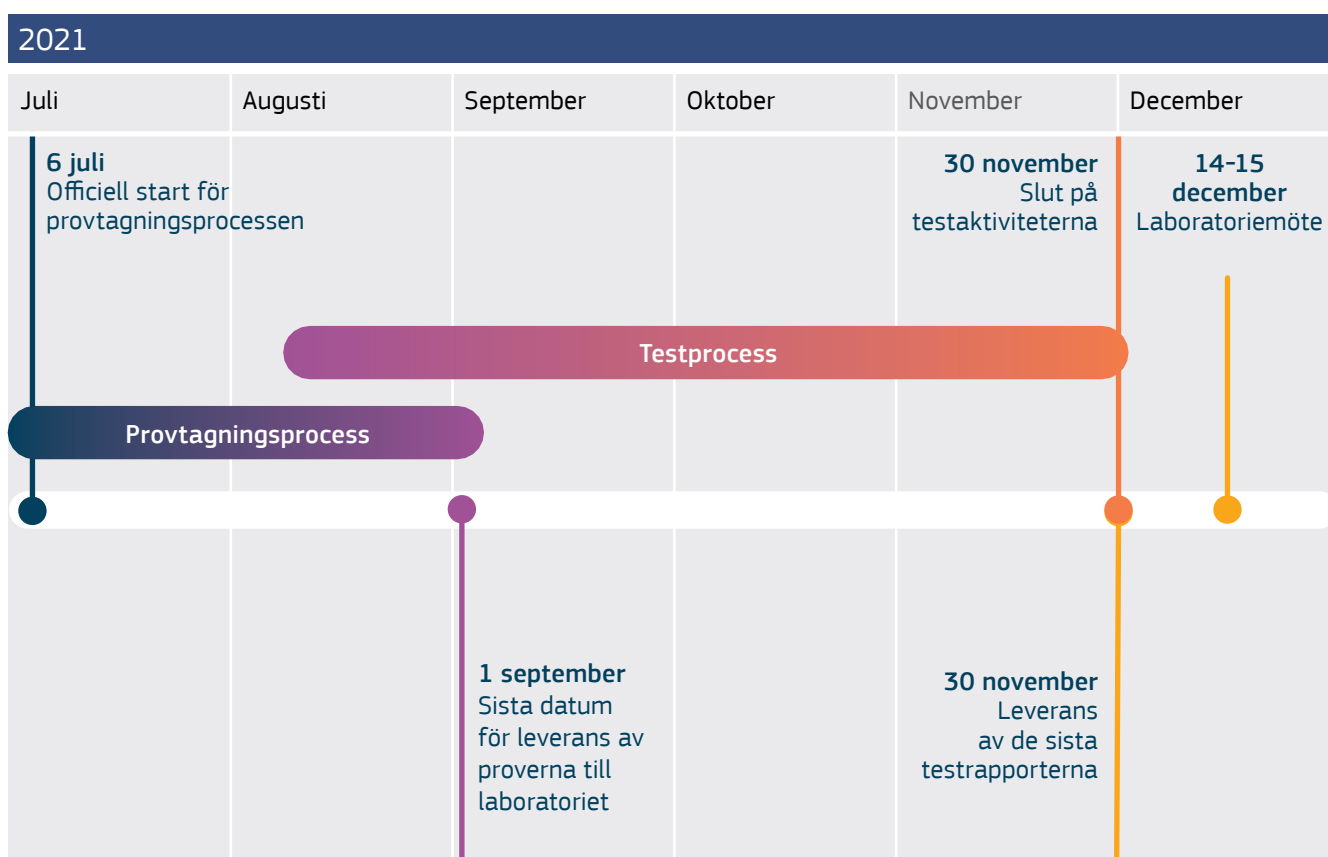 2021
Juli
Augusti
September
Oktober
November
December
6 juli
Officiell start för
provtagningsprocessen
30 november
Slut på
testaktiviteterna
14-15
december
Laboratoriemöte
Testprocess
Provtagningsprocess
1 september
Sista datum
för leverans av
proverna till
laboratoriet
30 november
Leverans
av de sista
testrapporterna